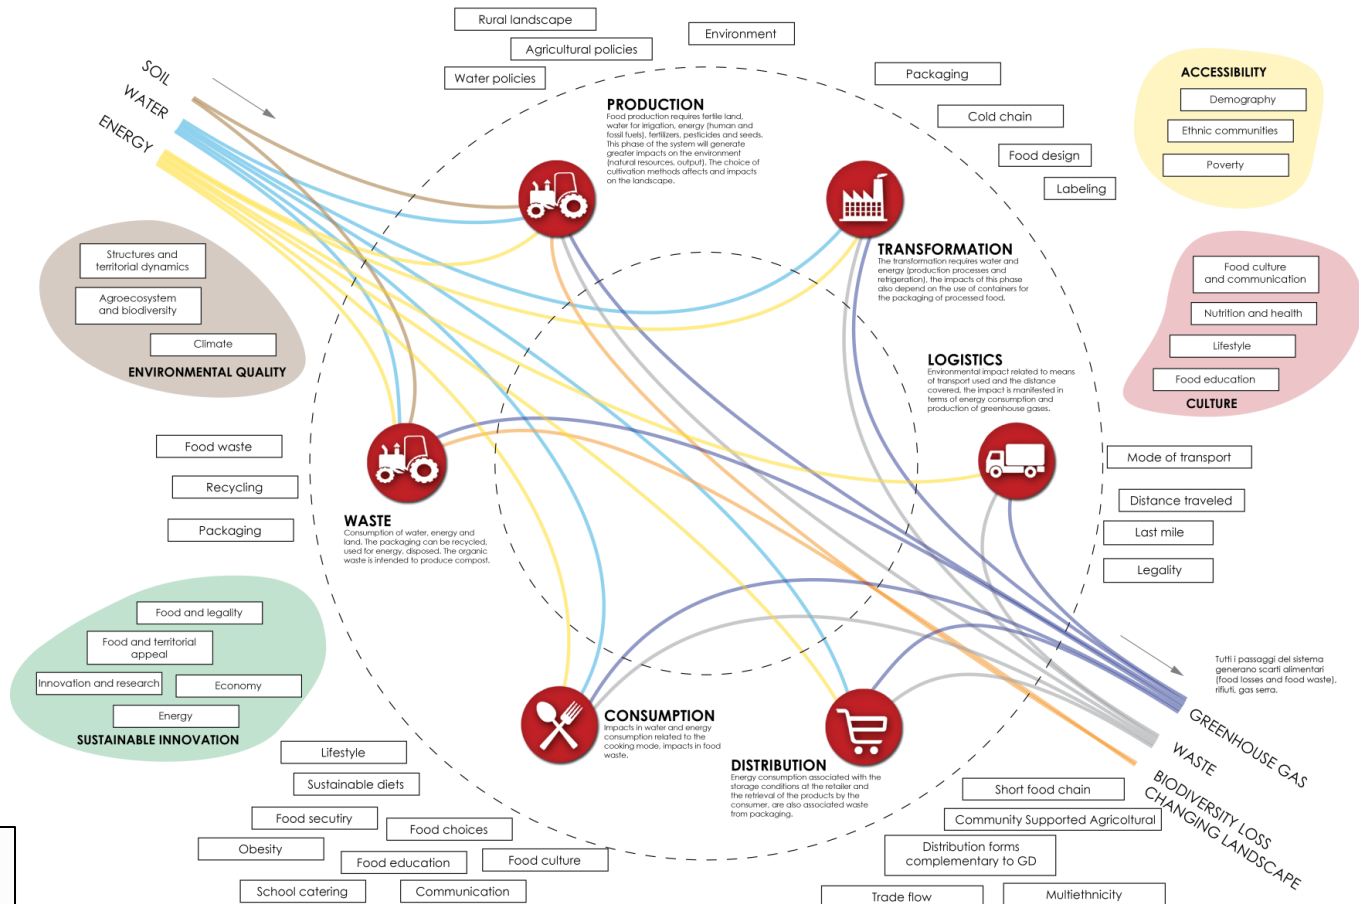 Rural landscape
Agricultural policies
Water policies
Environment
Packaging
Cold chain
Food design
Labeling
SOIL
WATER
ENERGY
PRODUCTION
Food production requires fertile land,
water for irrigation, energy (human and
fossil fuels), fertilizers, pesticides and seeds.
This phase of the system will generate
greater impacts on the environment
(natural resources, output). The choice of
cultivation methods affects and impacts
on the landscape.
ACCESSIBILITY
Demography
Ethnic communities
Poverty
TRANSFORMATION
The transformation requires water and
energy (production processes and
refrigeration), the impacts of this phase
also depend on the use of containers for
the packaging of processed food.
Structures and
territorial dynamics
Agroecosystem
and biodiversity
Climate
ENVIRONMENTAL QUALITY
Food culture
and communication
Nutrition and health
Lifestyle
Food education
CULTURE
LOGISTICS
Environmental impact related to means
of transport used and the distance
covered, the impact is manifested in
terms of energy consumption and
production of greenhouse gases.
Food waste
Recycling
Packaging
Mode of transport
Distance traveled
Last mile
Legality
WASTE
Consumption of water, energy and
land. The packaging can be recycled,
used for energy, disposed. The organic
waste is intended to produce compost.
Food and legality
Food and territorial
appeal
Innovation and research
Economy
Energy
SUSTAINABLE INNOVATION
Tutti i passaggi del sistema
generano scarti alimentari
(food losses and food waste),
rifiuti, gas serra.
GREENHOUSE GAS
WASTE
BIODIVERSITY LOSS
CHANGING LANDSCAPE
CONSUMPTION
Impacts in water and energy
consumption related to the
cooking mode, impacts in food
waste.
DISTRIBUTION
Energy consumption associated with the
storage conditions at the retailer and
the retrieval of the products by the
consumer, are also associated waste
from packaging.
Lifestyle
Sustainable diets
Food secutiry
Food choices
Obesity
Food education
Food culture
School catering
Communication
Short food chain
Community Supported Agricultural
Distribution forms
complementary to GD
Trade flow
Multiethnicity